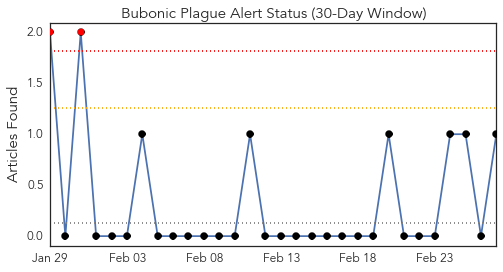 Bubonic Plague Alert Status (30-Day Window)
Articles Found
2.0
1.5
1.0
0.5
0.0
Jan 29 Feb 03 Feb 08 Feb 13 Feb 18 Feb 23